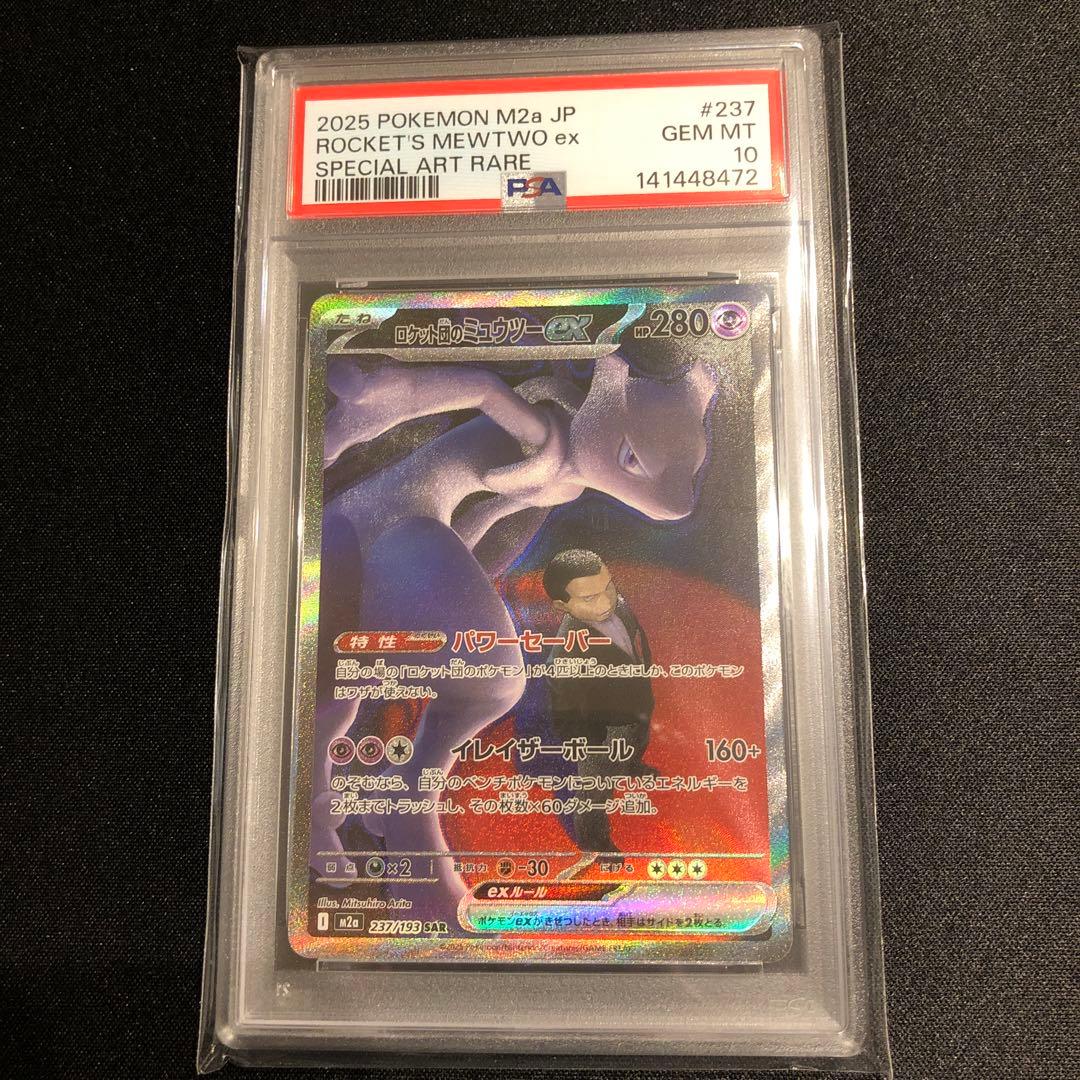 2025 POKEMON M2a JP #237
ROCKET'S MEWTWO ex GEM MT
SPECIAL ART RARE 10
PSA 141448472
たね ロケット団のミュウツーex HP280
特性 パワーセーバー
自分の場の「ロケット団のポケモン」が4匹以上のときにしか、このポケモン
はワザが使えない。
イレイザーボール 160+
のぞむなら、自分のベンチポケモンについているエネルギーを
2枚までトラッシュし、その枚数×60ダメージ追加。
弱点 ×2 抵抗力 -30 にげる
exルール
Illus. Mitsuhiro Arita
ポケモンexがきぜつしたとき、相手はサイドを2枚とる。
I m2a 237/193 SAR